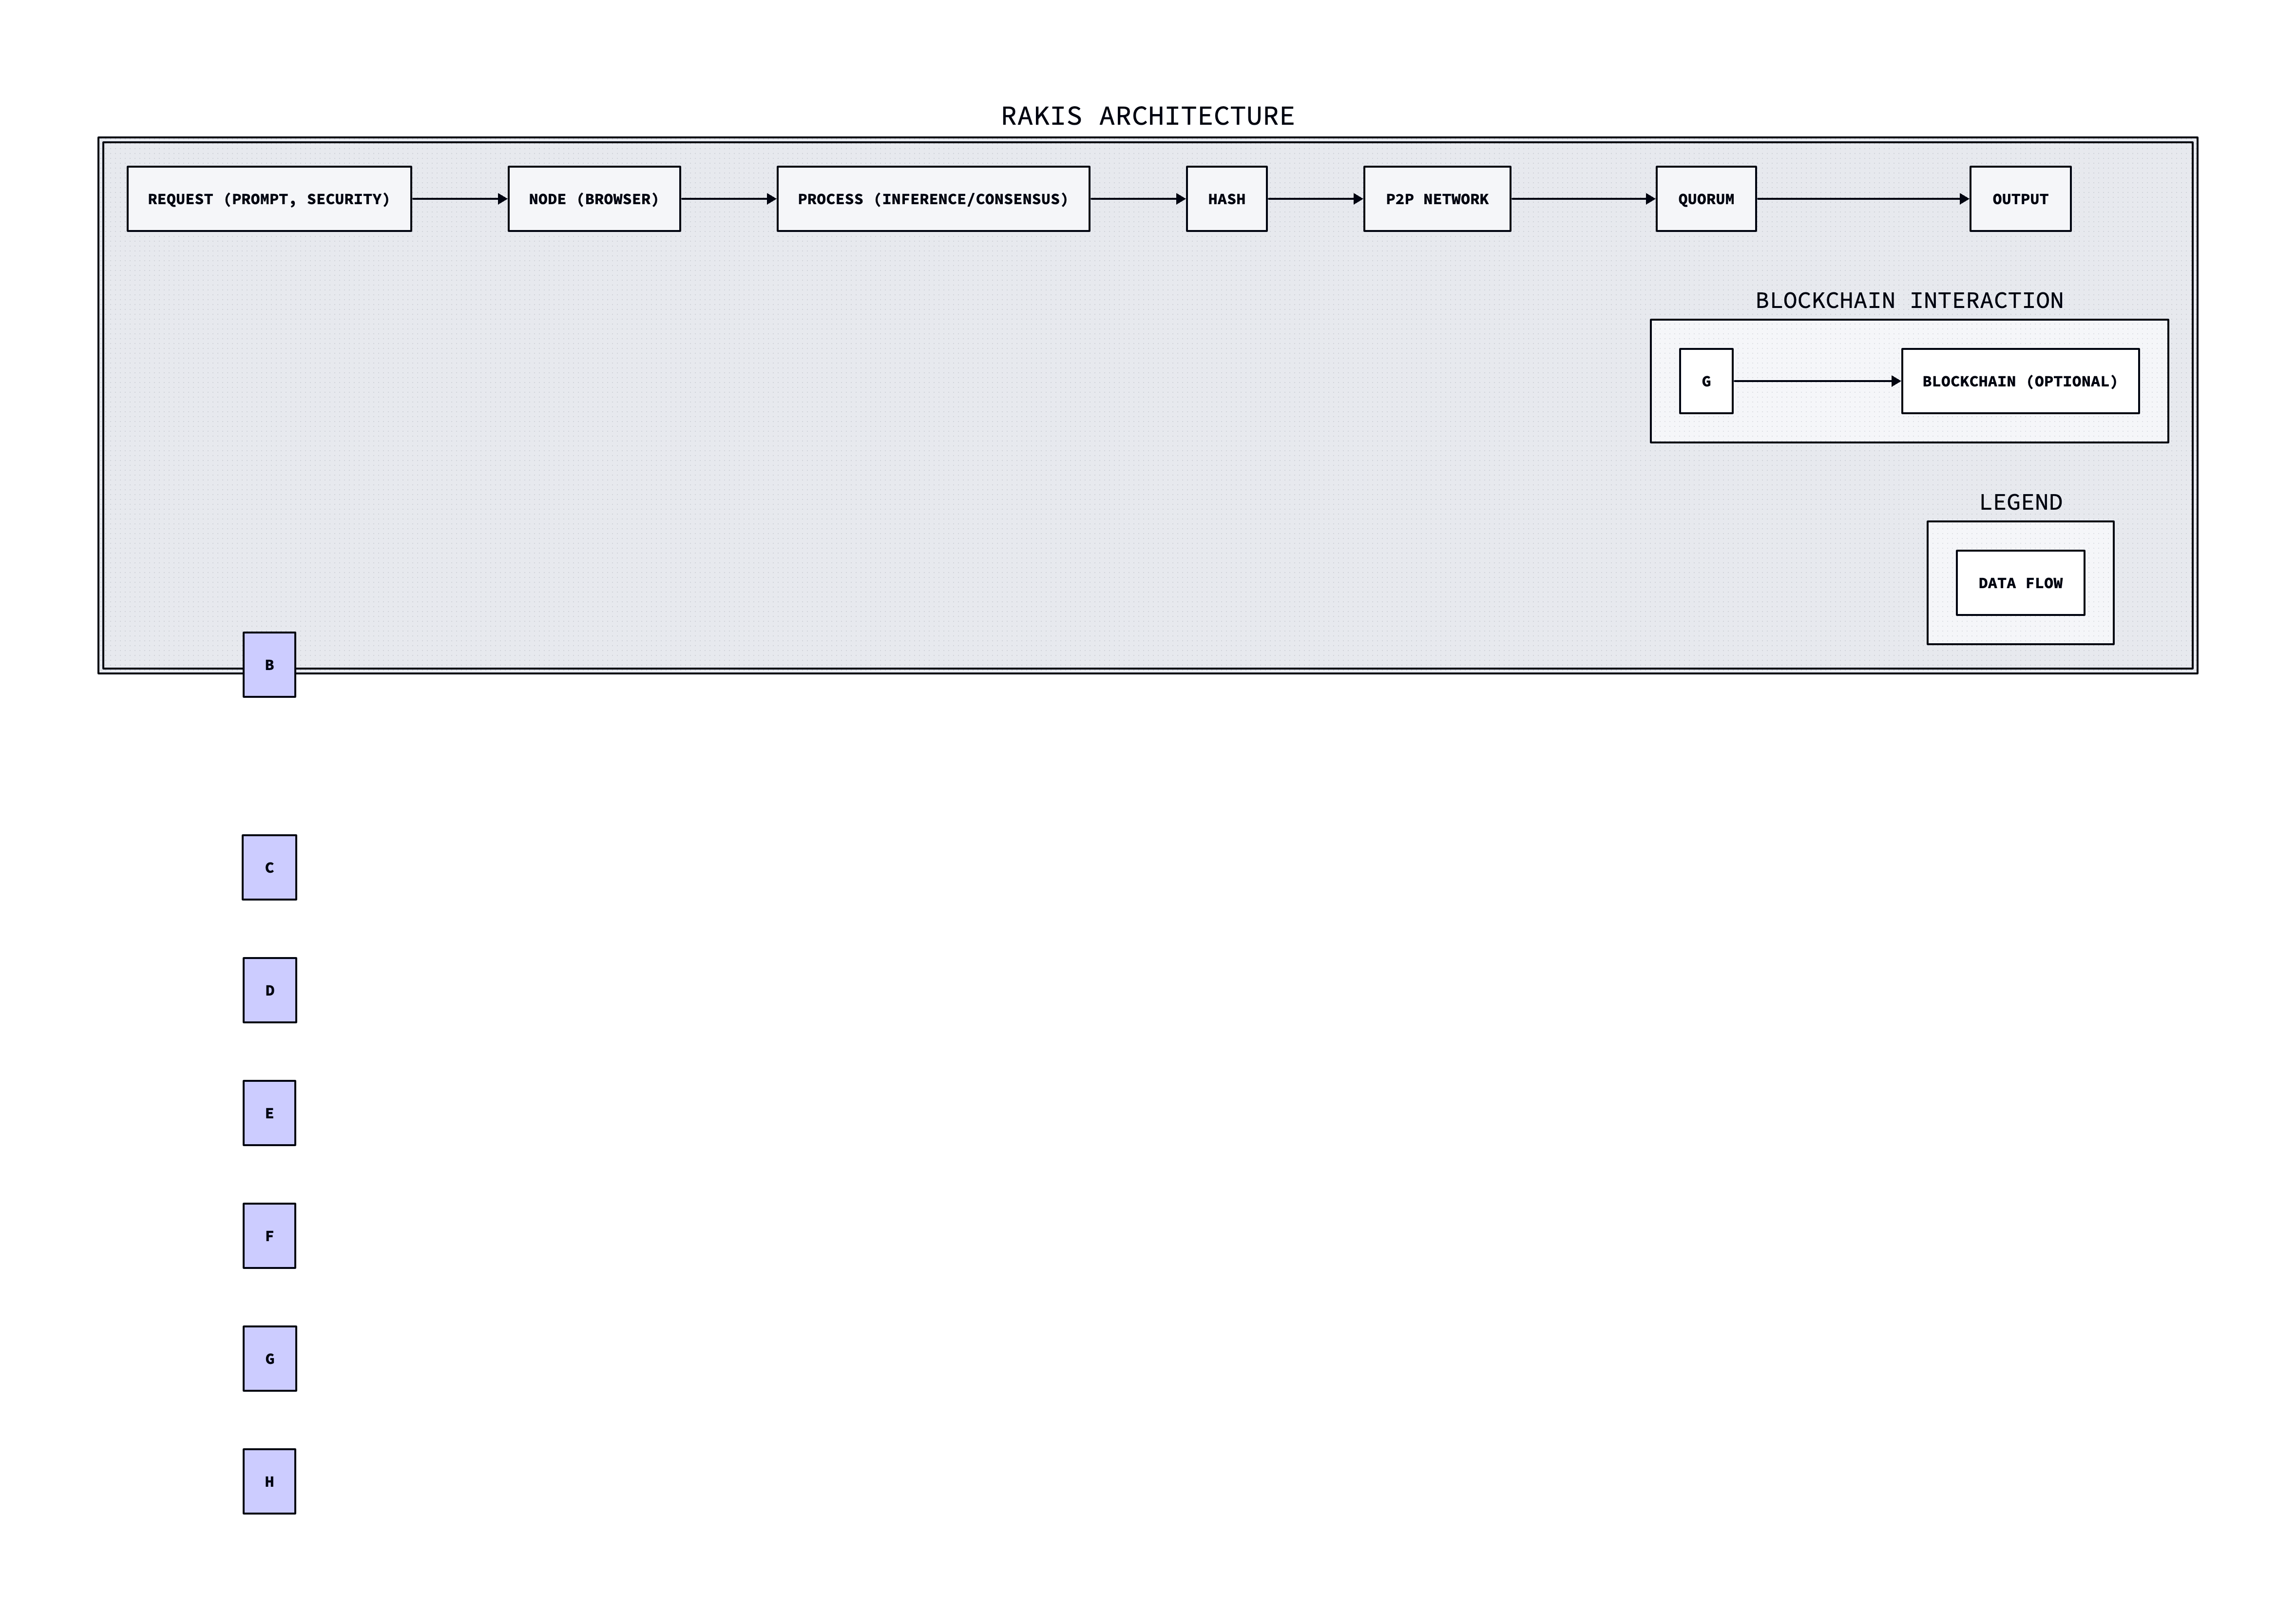 RAKIS ARCHITECTURE
REQUEST (PROMPT, SECURITY)
NODE (BROWSER)
PROCESS (INFERENCE/CONSENSUS)
HASH
P2P NETWORK
QUORUM
OUTPUT
BLOCKCHAIN INTERACTION
G
BLOCKCHAIN (OPTIONAL)
LEGEND
DATA FLOW
B
C
D
E
F
G
H